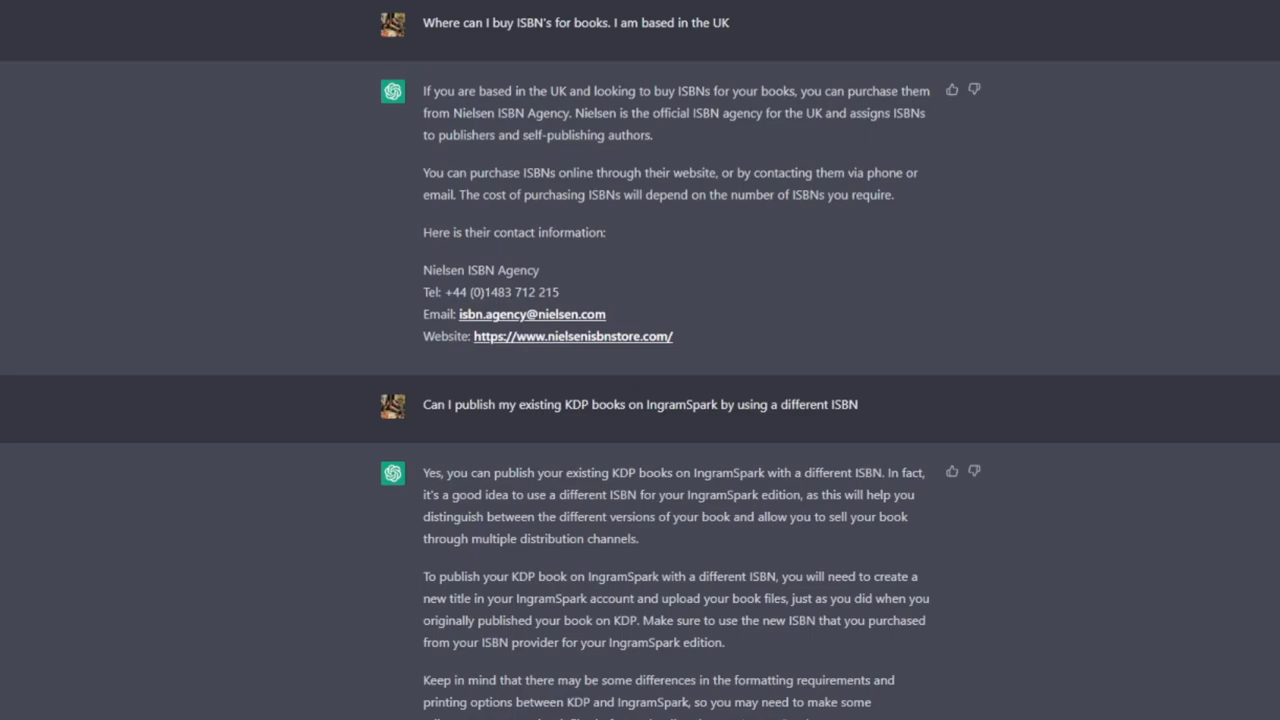 Where can I buy ISBN's for books. I am based in the UK
If you are based in the UK and looking to buy ISBNs for your books, you can purchase them
from Nielsen ISBN Agency. Nielsen is the official ISBN agency for the UK and assigns ISBNs
to publishers and self-publishing authors.
You can purchase ISBNs online through their website, or by contacting them via phone or
email. The cost of purchasing ISBNs will depend on the number of ISBNs you require.
Here is their contact information:
Nielsen ISBN Agency
Tel: +44 (0)1483 712 215
Email: isbn.agency@nielsen.com
Website: https://www.nielsenisbnstore.com/
Can I publish my existing KDP books on IngramSpark by using a different ISBN
Yes, you can publish your existing KDP books on IngramSpark with a different ISBN. In fact,
it's a good idea to use a different ISBN for your IngramSpark edition, as this will help you
distinguish between the different versions of your book and allow you to sell your book
through multiple distribution channels.
To publish your KDP book on IngramSpark with a different ISBN, you will need to create a
new title in your IngramSpark account and upload your book files, just as you did when you
originally published your book on KDP. Make sure to use the new ISBN that you purchased
from your ISBN provider for your IngramSpark edition.
Keep in mind that there may be some differences in the formatting requirements and
printing options between KDP and IngramSpark, so you may need to make some